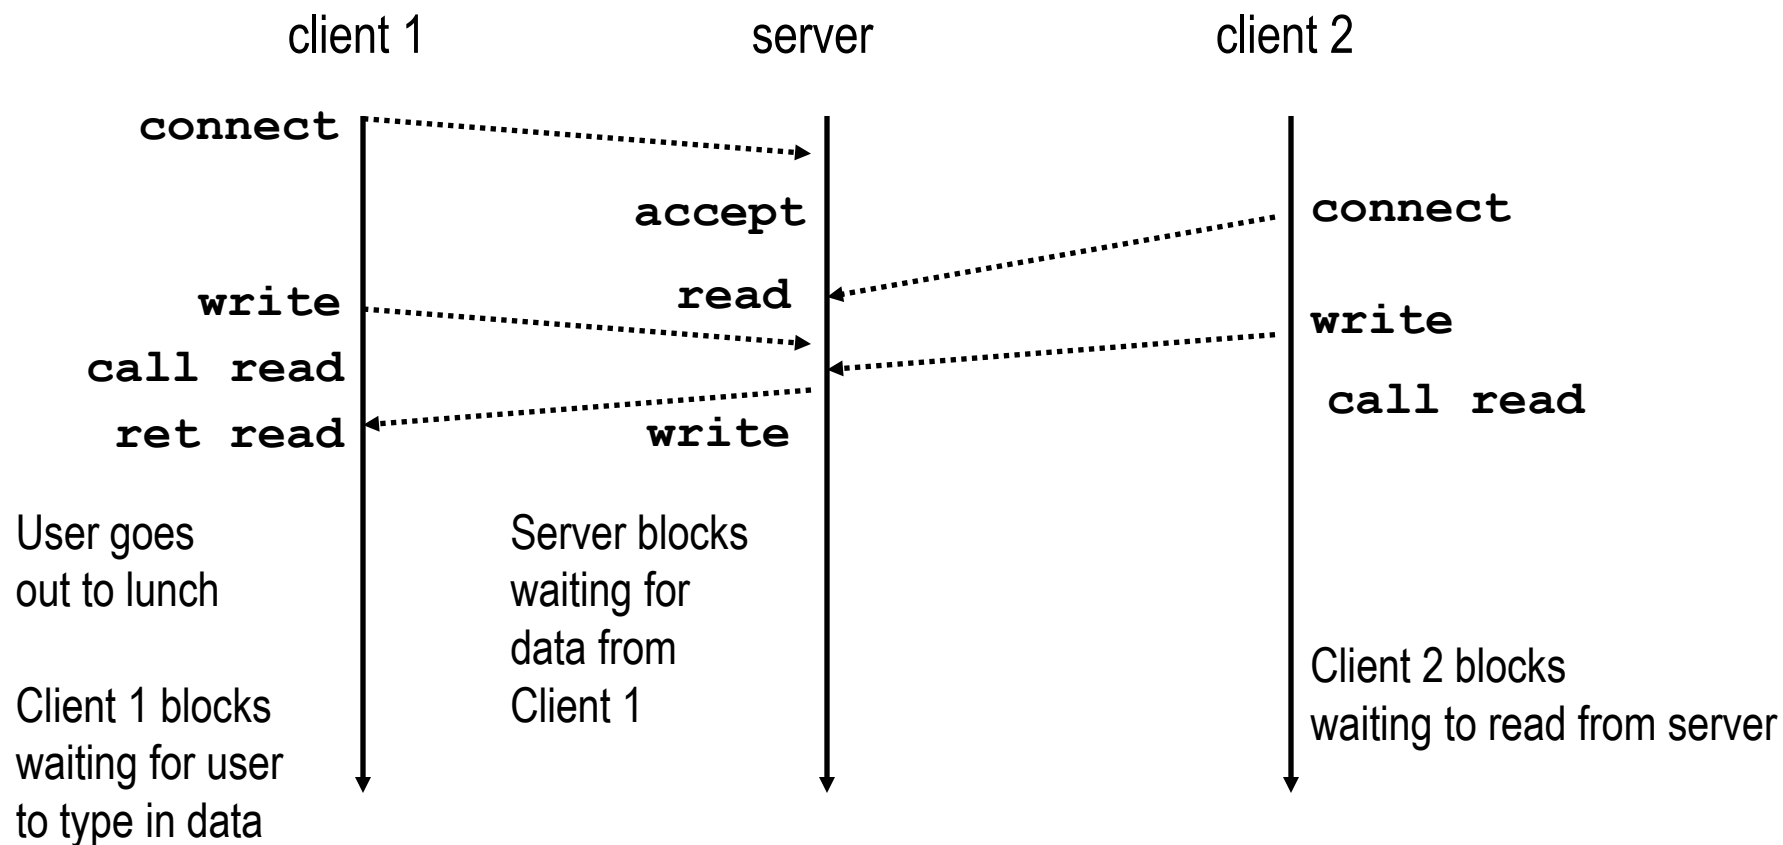 client 1
server
client 2
connect
accept
connect
write
read
write
call read
call read
ret read
write
User goes
out to lunch
Client 1 blocks
waiting for user
to type in data
Server blocks
waiting for
data from
Client 1
Client 2 blocks
waiting to read from server